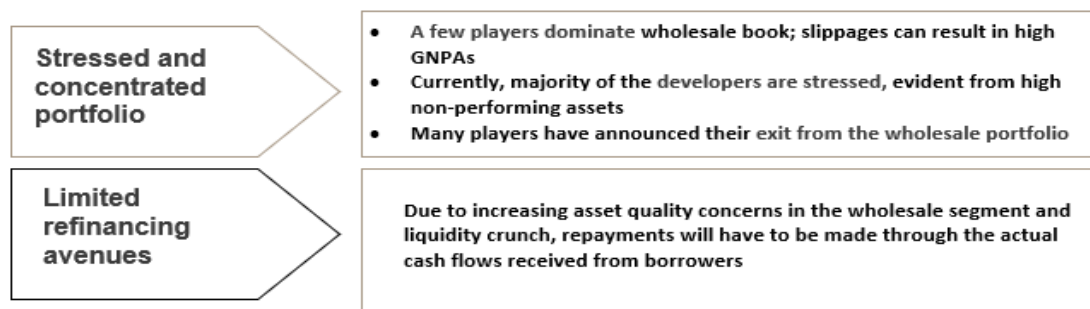 Stressed and
concentrated
portfolio
• A few players dominate wholesale book; slippages can result in high
GNPAs
• Currently, majority of the developers are stressed, evident from high
non-performing assets
• Many players have announced their exit from the wholesale portfolio
Limited
refinancing
avenues
Due to increasing asset quality concerns in the wholesale segment and
liquidity crunch, repayments will have to be made through the actual
cash flows received from borrowers